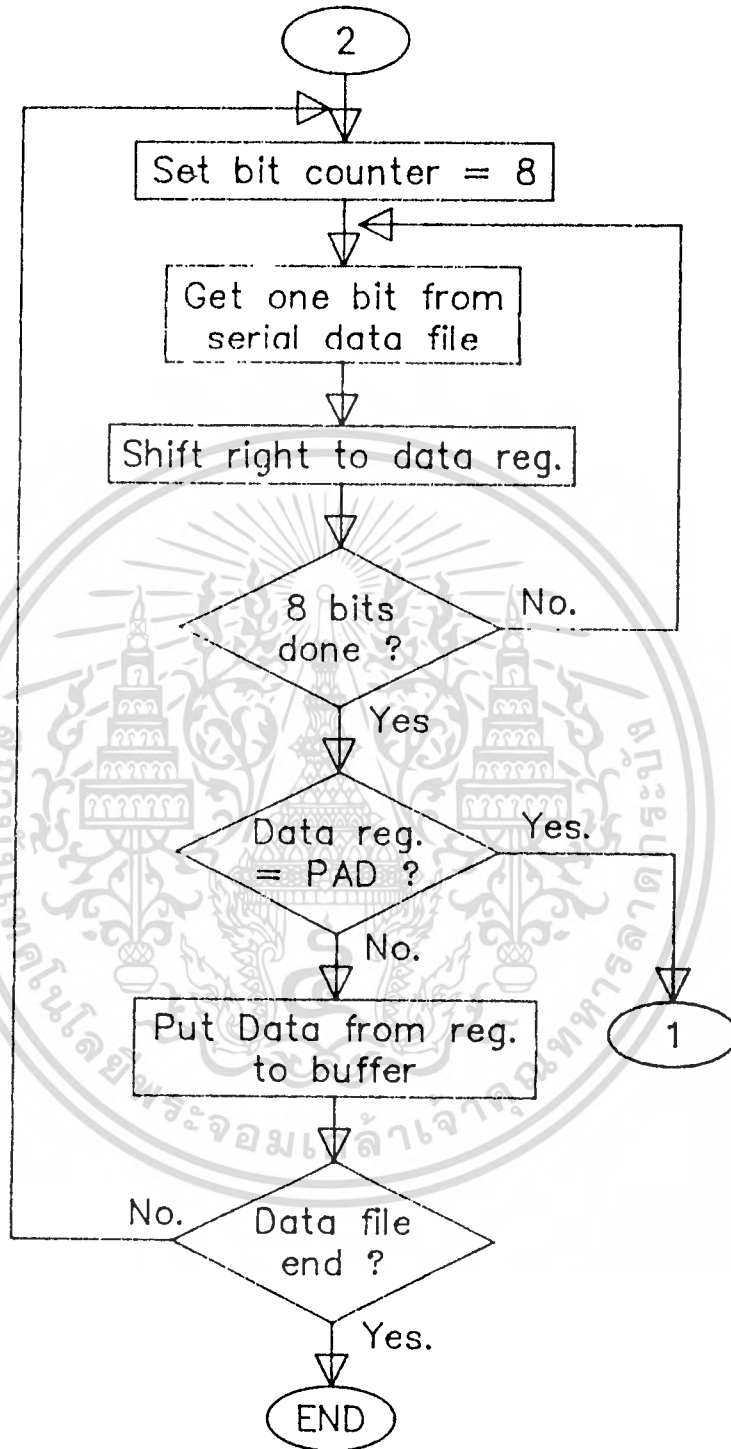 2
Set bit counter = 8
Get one bit from
serial data file
Shift right to data reg.
8 bits
done ?
No.
Yes
Data reg.
= PAD ?
Yes.
No.
Put Data from reg.
to buffer
1
No.
Data file
end ?
Yes.
END